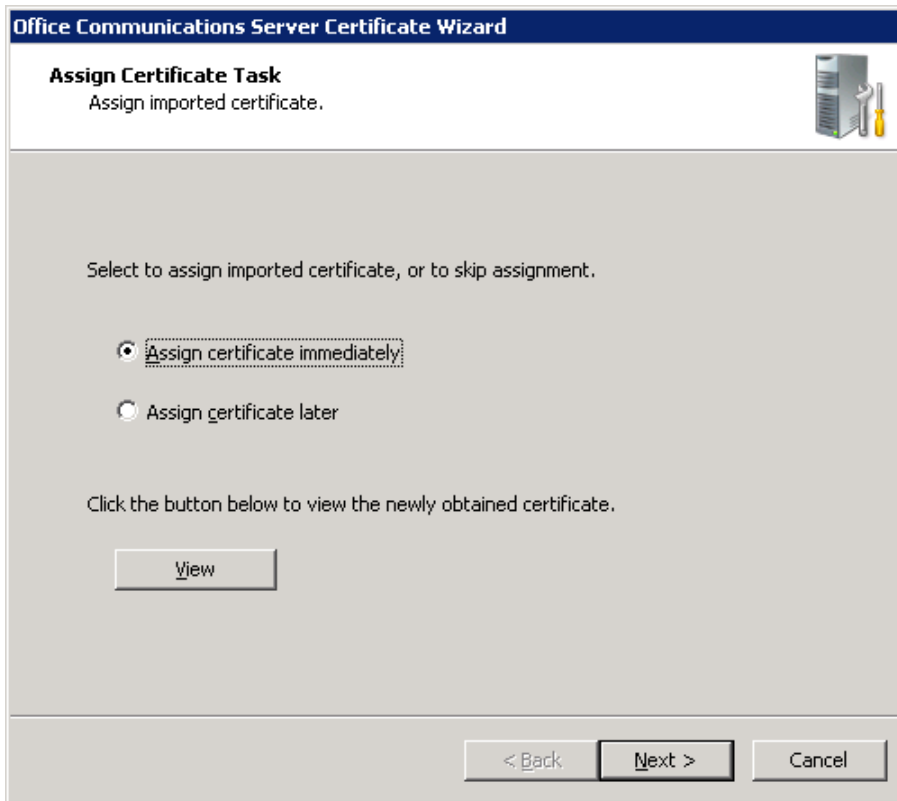 Office Communications Server Certificate Wizard
Assign Certificate Task
Assign imported certificate.
Select to assign imported certificate, or to skip assignment.
Assign certificate immediately
Assign certificate later
Click the button below to view the newly obtained certificate.
View
< Back Next > Cancel